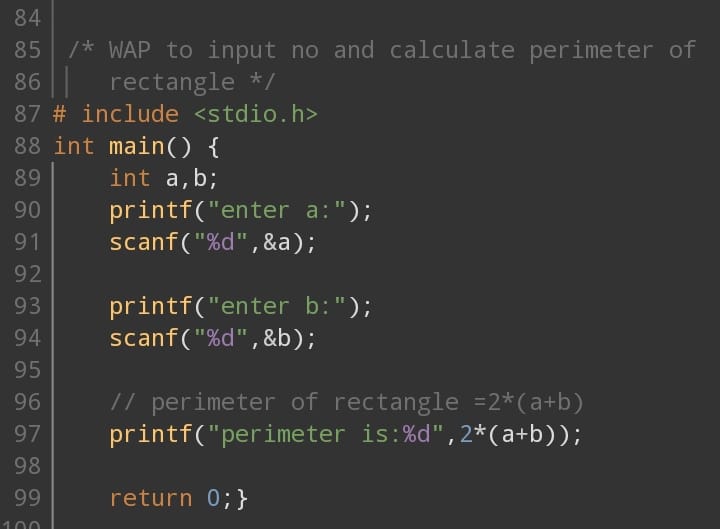 84
85 /* WAP to input no and calculate perimeter of
86 rectangle */
87 # include <stdio.h>
88 int main() {
89 int a,b;
90 printf("enter a:");
91 scanf("%d",&a);
92
93 printf("enter b:");
94 scanf("%d",&b);
95
96 // perimeter of rectangle =2*(a+b)
97 printf("perimeter is:%d",2*(a+b));
98
99 return 0;}
100